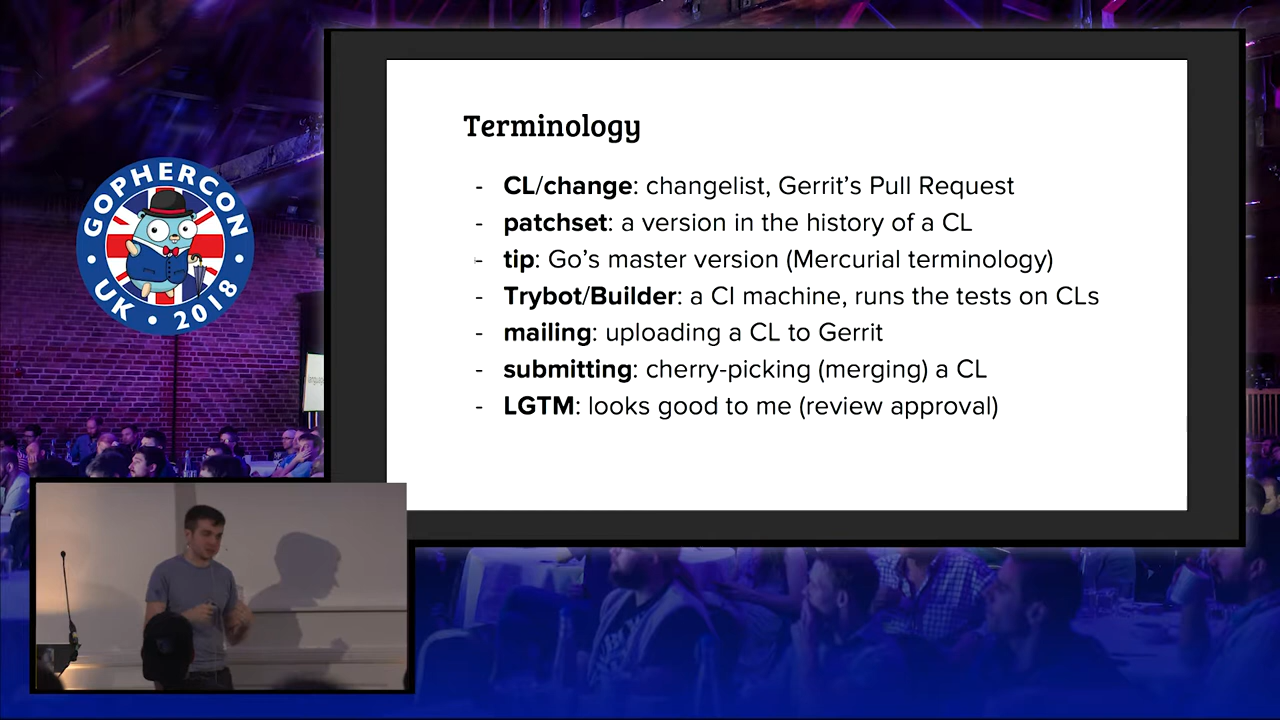 GOPHERCON
UK • 2018
Terminology
- CL/change: changelist, Gerrit's Pull Request
- patchset: a version in the history of a CL
- tip: Go's master version (Mercurial terminology)
- Trybot/Builder: a CI machine, runs the tests on CLs
- mailing: uploading a CL to Gerrit
- submitting: cherry-picking (merging) a CL
- LGTM: looks good to me (review approval)